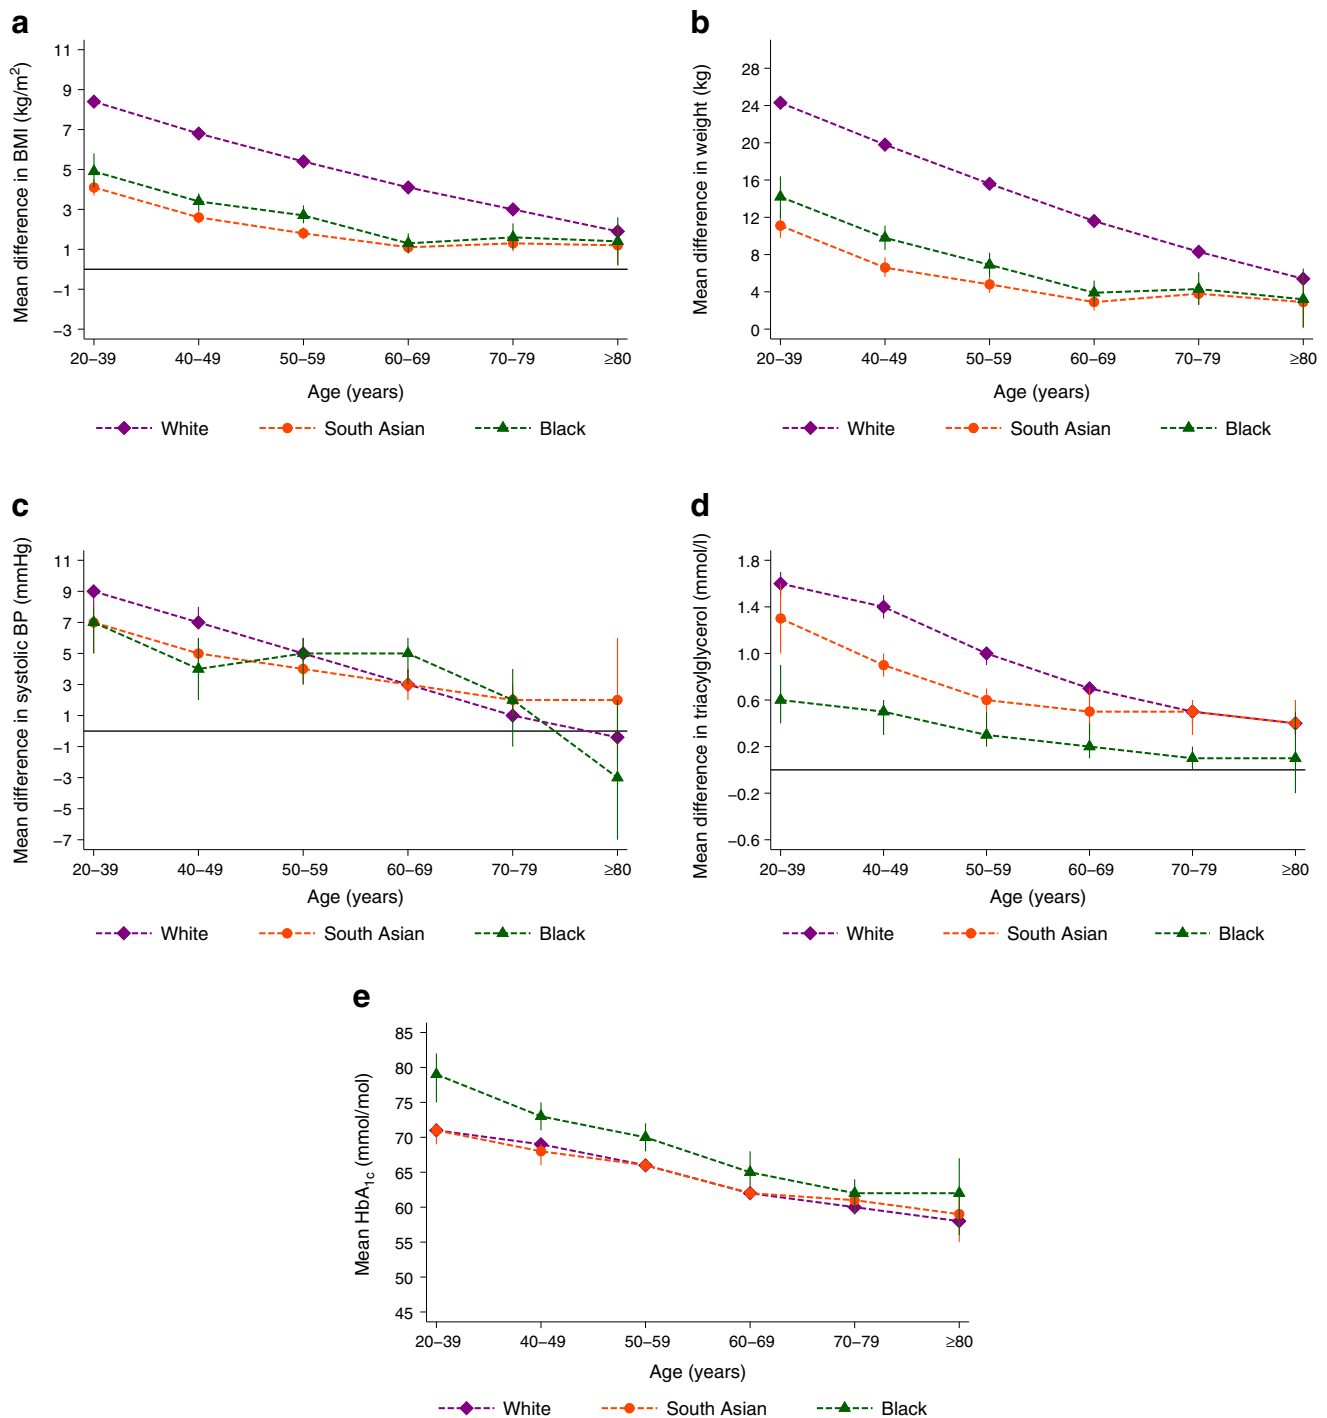 a
Mean difference in BMI (kg/m2)
11
9
7
5
3
1
−1
−3
20–39 40–49 50–59 60–69 70–79 ≥80
Age (years)
White South Asian Black
b
Mean difference in weight (kg)
28
24
20
16
12
8
4
0
20–39 40–49 50–59 60–69 70–79 ≥80
Age (years)
White South Asian Black
c
Mean difference in systolic BP (mmHg)
11
9
7
5
3
1
−1
−3
−5
−7
20–39 40–49 50–59 60–69 70–79 ≥80
Age (years)
White South Asian Black
d
Mean difference in triacylglycerol (mmol/l)
1.8
1.4
1.0
0.6
0.2
−0.2
−0.6
20–39 40–49 50–59 60–69 70–79 ≥80
Age (years)
White South Asian Black
e
Mean HbA1c (mmol/mol)
85
80
75
70
65
60
55
50
45
20–39 40–49 50–59 60–69 70–79 ≥80
Age (years)
White South Asian Black